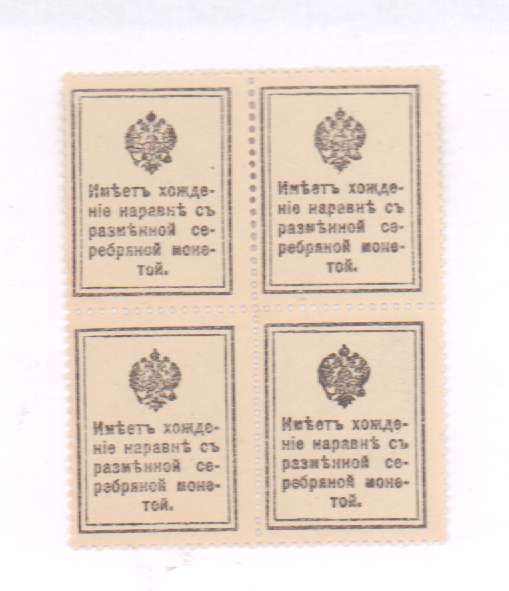 Имѣетъ хожде-
ніе наравнѣ съ
размѣнной се-
ребряной моне-
той.
Имѣетъ хожде-
ніе наравнѣ съ
размѣнной се-
ребряной моне-
той.
Имѣетъ хожде-
ніе наравнѣ съ
размѣнной се-
ребряной моне-
той.
Имѣетъ хожде-
ніе наравнѣ съ
размѣнной се-
ребряной моне-
той.